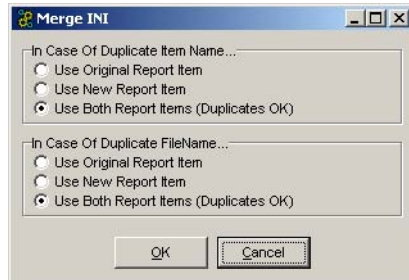 Merge INI
In Case Of Duplicate Item Name...
Use Original Report Item
Use New Report Item
Use Both Report Items (Duplicates OK)
In Case Of Duplicate FileName...
Use Original Report Item
Use New Report Item
Use Both Report Items (Duplicates OK)
OK Cancel